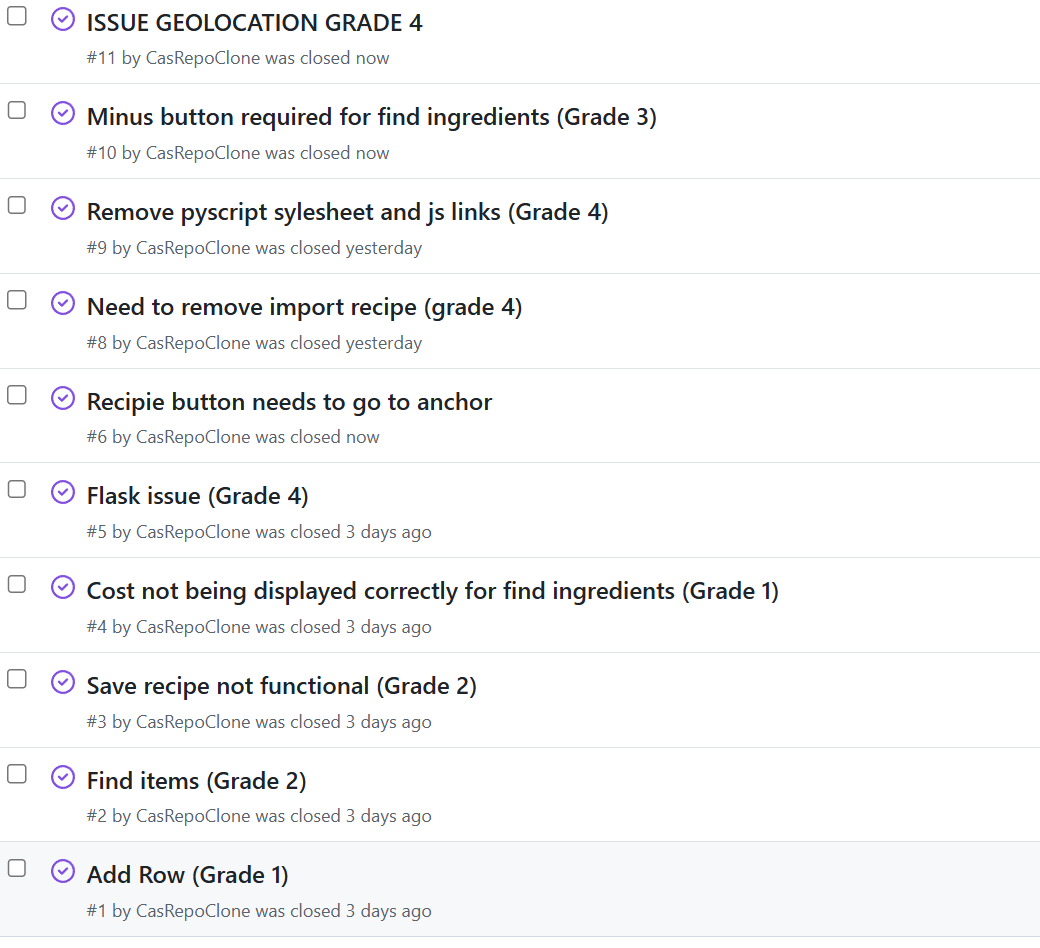 ISSUE GEOLOCATION GRADE 4
#11 by CasRepoClone was closed now
Minus button required for find ingredients (Grade 3)
#10 by CasRepoClone was closed now
Remove pyscript sylesheet and js links (Grade 4)
#9 by CasRepoClone was closed yesterday
Need to remove import recipe (grade 4)
#8 by CasRepoClone was closed yesterday
Recipie button needs to go to anchor
#6 by CasRepoClone was closed now
Flask issue (Grade 4)
#5 by CasRepoClone was closed 3 days ago
Cost not being displayed correctly for find ingredients (Grade 1)
#4 by CasRepoClone was closed 3 days ago
Save recipe not functional (Grade 2)
#3 by CasRepoClone was closed 3 days ago
Find items (Grade 2)
#2 by CasRepoClone was closed 3 days ago
Add Row (Grade 1)
#1 by CasRepoClone was closed 3 days ago